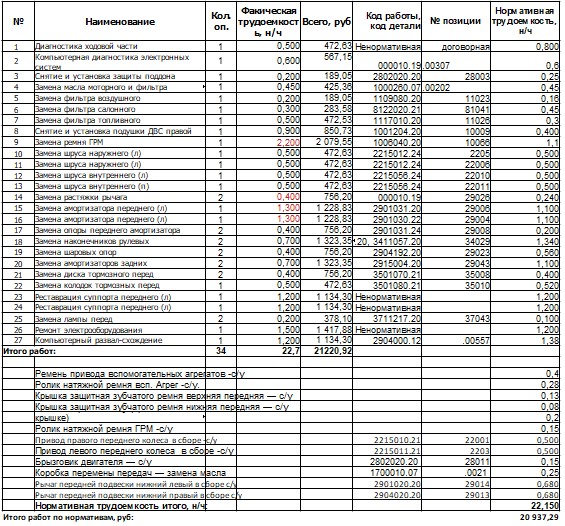 № Наименование Кол. оп. Факическая трудоемкость, н/ч Всего, руб Код работы, код детали № позиции Нормативная трудоемкость, н/ч
1 Диагностика ходовой части 1 0,500 472,63 Ненормативная договорная 0,800
2 Компьютерная диагностика электронных систем 1 0,600 567,15 000010.19.00307 0,6
3 Снятие и установка защиты поддона 1 0,200 189,05 2802020.20 28003 0,25
4 Замена масла моторного и фильтра 1 0,450 425,36 1000260.07.00202 0,45
5 Замена фильтра воздушного 1 0,200 189,05 1109080.20 11023 0,16
6 Замена фильтра салонного 1 0,300 283,58 8122020.21 81041 0,45
7 Замена фильтра топливного 1 0,500 472,53 1117010.20 11026 0,3
8 Снятие и установка подушки ДВС правой 1 0,900 850,73 1001204.20 10009 0,400
9 Замена ремня ГРМ 1 2,200 2 079,55 1006040.20 10066 1,1
10 Замена шруса наружнего (л) 1 0,500 472,63 2215012.24 2205 0,500
11 Замена шруса наружнего (л) 1 0,500 472,63 2215012.24 22006 0,500
12 Замена шруса внутреннего (л) 1 0,500 472,63 2215056.24 22010 0,500
13 Замена шруса внутреннего (п) 1 0,500 472,63 2215056.24 22011 0,500
14 Замена растяжки рычага 2 0,400 756,20 000010.19 29026 0,240
15 Замена амортизатора переднего (л) 1 1,300 1 228,83 2901031.20 29006 1,100
16 Замена амортизатора переднего (л) 1 1,300 1 228,83 2901030.22 29004 1,100
17 Замена опоры переднего амортизатора 2 0,400 756,20 2901031.24 29008 0,200
18 Замена наконечников рулевых 2 0,700 1 323,35 20, 3411057.20 34029 1,340
19 Замена шаровых опор 2 0,400 756,20 2904192.20 29023 0,560
20 Замена амортизаторов задних 2 0,700 1 323,35 2915004.20 29043 1,100
21 Замена диска тормозного перед 2 0,400 756,20 3501070.21 35008 0,400
22 Замена колодок тормозных перед 1 0,500 472,63 3501080.21 35010 0,520
23 Реставрация суппорта переднего (л) 1 1,200 1 134,30 Ненормативная 1,200
24 Реставрация суппорта переднего (л) 1 1,200 1 134,30 Ненормативная 1,200
25 Замена лампы перед 2 0,200 378,10 3711217.20 37043 0,100
26 Ремонт электрооборудования 1 1,500 1 417,88 Ненормативная 1,200
27 Компьютерный развал-схождение 1 1,200 1 134,30 2904000.12 .00557 1,38
Итого работ: 34 22,7 21220,92
Ремень привода вспомогательных агрегатов -с/у 0,4
Ролик натяжной ремня всп. Агрег -с/у. 0,28
Крышка защитная зубчатого ремня верхняя передняя — с/у 0,13
Крышка защитная зубчатого ремня нижняя передняя — с/у 0,08
крышке) 0,2
Ролик натяжной ремня ГРМ -с/у 0,15
Привод правого переднего колеса в сборе -с/у 2215010.21 22001 0,500
Привод левого переднего колеса в сборе -с/у 2215011.21 2203 0,500
Брызговик двигателя — с/у 2802020.20 28011 0,15
Коробка перемены передач — замена масла 1700010.07 .0021 0,25
Рычаг передней подвески нижний левый в сборе с/у 2901020.20 29014 0,680
Рычаг передней подвески нижний правый в сборе с/у 2904020.20 29013 0,680
Нормативная трудоемкость итого, н/ч: 22,150
Итого работ по нормативам, руб: 20 937,29